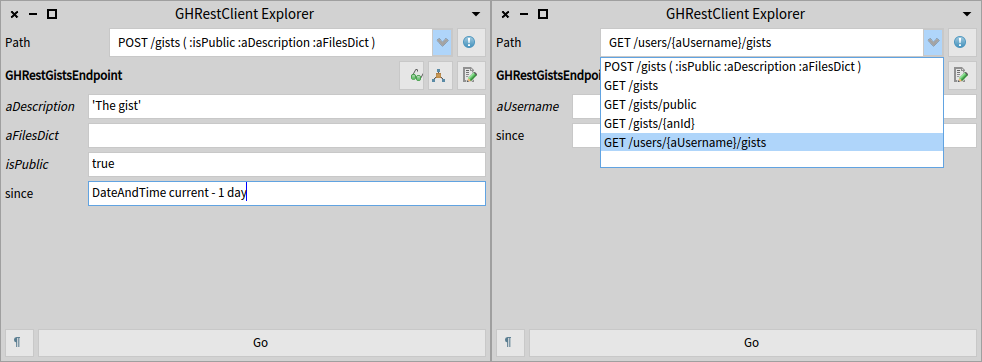 GHRestClient Explorer
Path POST /gists ( :isPublic :aDescription :aFilesDict )
GHRestGistsEndpoint
aDescription 'The gist'
aFilesDict
isPublic true
since DateAndTime current - 1 day
¶ Go
GHRestClient Explorer
Path GET /users/{aUsername}/gists
POST /gists ( :isPublic :aDescription :aFilesDict )
GHRestGistsEndpoi
GET /gists
GET /gists/public
aUsername
GET /gists/{anId}
since
GET /users/{aUsername}/gists
¶ Go